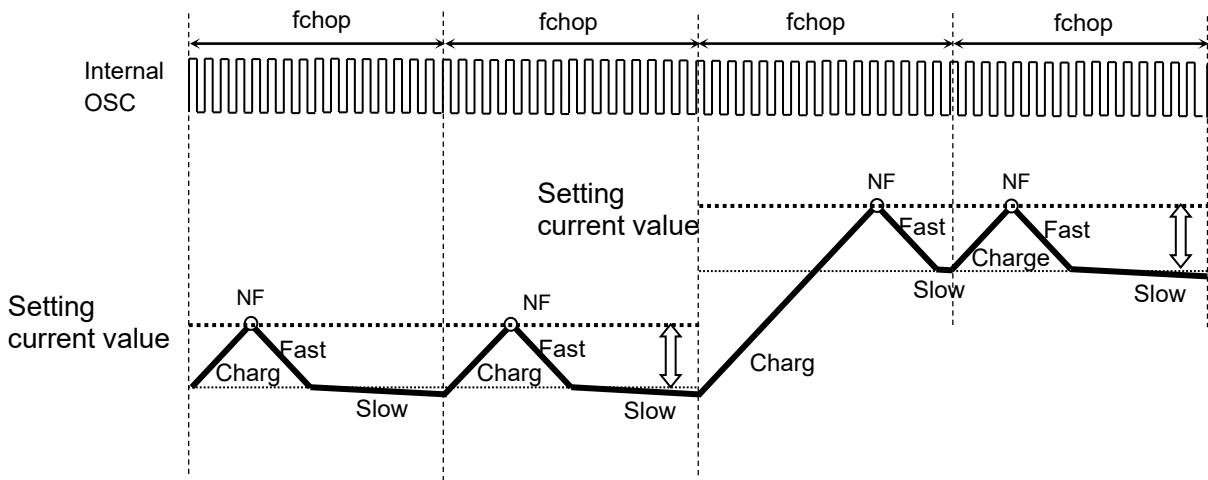 fchop fchop fchop fchop
Internal
OSC
Setting
current value
NF NF
Fast Fast
Charge
Slow
Slow
Setting
current value
NF NF
Fast Fast
Charg Charg
Charg
Slow Slow